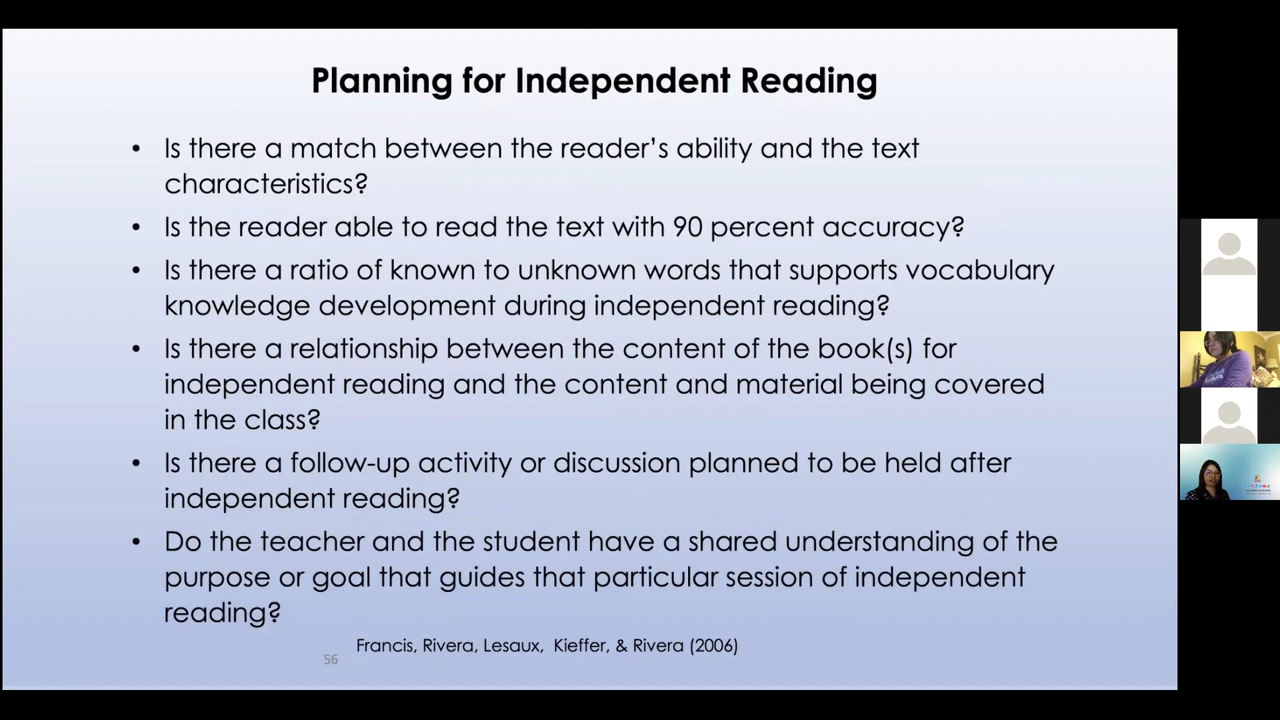 Planning for Independent Reading
• Is there a match between the reader's ability and the text
characteristics?
• Is the reader able to read the text with 90 percent accuracy?
• Is there a ratio of known to unknown words that supports vocabulary
knowledge development during independent reading?
• Is there a relationship between the content of the book(s) for
independent reading and the content and material being covered
in the class?
• Is there a follow-up activity or discussion planned to be held after
independent reading?
• Do the teacher and the student have a shared understanding of the
purpose or goal that guides that particular session of independent
reading?
Francis, Rivera, Lesaux, Kieffer, & Rivera (2006)
56